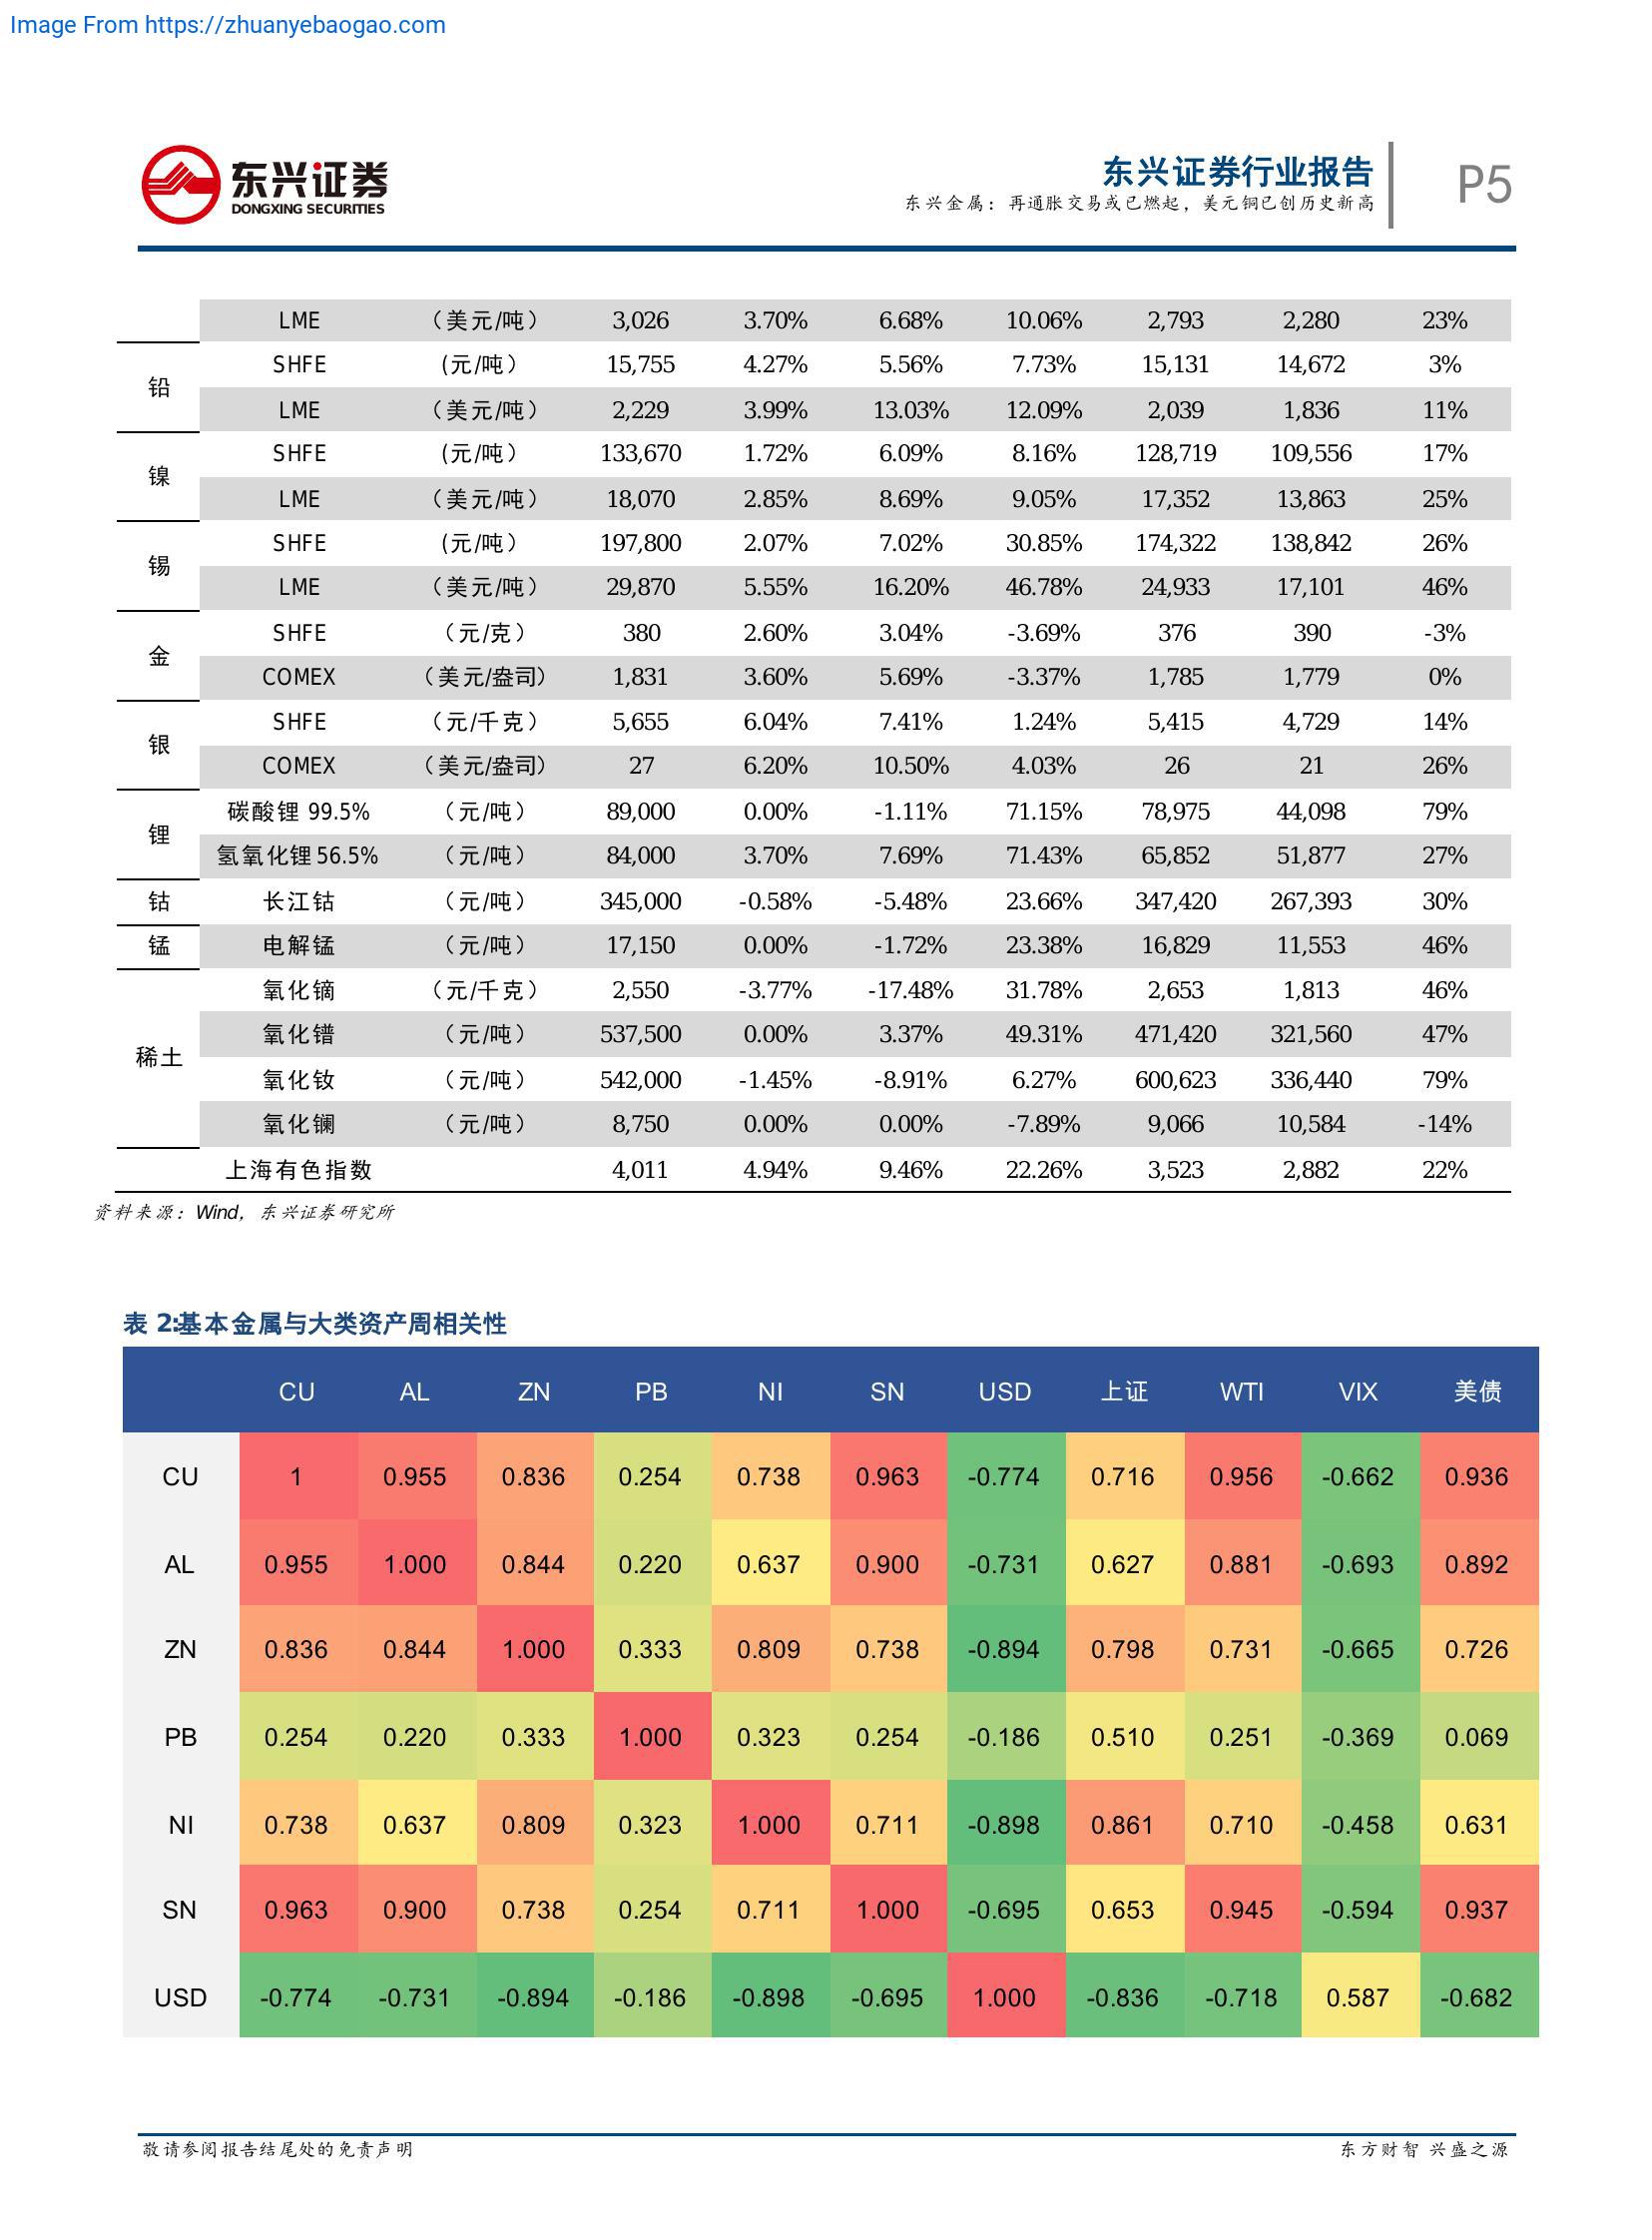 Image From https://zhuanyebaogao.com
东兴证券
DONGXING SECURITIES
东兴证券行业报告
东兴金属：再通胀交易或已燃起，美元铜已创历史新高
P5
LME （美元/吨） 3,026 3.70% 6.68% 10.06% 2,793 2,280 23%
铅 SHFE (元/吨） 15,755 4.27% 5.56% 7.73% 15,131 14,672 3%
LME （美元/吨） 2,229 3.99% 13.03% 12.09% 2,039 1,836 11%
镍 SHFE (元/吨） 133,670 1.72% 6.09% 8.16% 128,719 109,556 17%
LME （美元/吨） 18,070 2.85% 8.69% 9.05% 17,352 13,863 25%
锡 SHFE (元/吨） 197,800 2.07% 7.02% 30.85% 174,322 138,842 26%
LME （美元/吨） 29,870 5.55% 16.20% 46.78% 24,933 17,101 46%
金 SHFE （元/克） 380 2.60% 3.04% -3.69% 376 390 -3%
COMEX （美元/盎司） 1,831 3.60% 5.69% -3.37% 1,785 1,779 0%
银 SHFE （元/千克） 5,655 6.04% 7.41% 1.24% 5,415 4,729 14%
COMEX （美元/盎司） 27 6.20% 10.50% 4.03% 26 21 26%
锂 碳酸锂 99.5% （元/吨） 89,000 0.00% -1.11% 71.15% 78,975 44,098 79%
氢氧化锂 56.5% （元/吨） 84,000 3.70% 7.69% 71.43% 65,852 51,877 27%
钴 长江钴 （元/吨） 345,000 -0.58% -5.48% 23.66% 347,420 267,393 30%
锰 电解锰 （元/吨） 17,150 0.00% -1.72% 23.38% 16,829 11,553 46%
稀土 氧化镝 （元/千克） 2,550 -3.77% -17.48% 31.78% 2,653 1,813 46%
氧化镨 （元/吨） 537,500 0.00% 3.37% 49.31% 471,420 321,560 47%
氧化钕 （元/吨） 542,000 -1.45% -8.91% 6.27% 600,623 336,440 79%
氧化镧 （元/吨） 8,750 0.00% 0.00% -7.89% 9,066 10,584 -14%
上海有色指数 4,011 4.94% 9.46% 22.26% 3,523 2,882 22%
资料来源：Wind，东兴证券研究所
表 2:基本金属与大类资产周相关性
CU AL ZN PB NI SN USD 上证 WTI VIX 美债
CU 1 0.955 0.836 0.254 0.738 0.963 -0.774 0.716 0.956 -0.662 0.936
AL 0.955 1.000 0.844 0.220 0.637 0.900 -0.731 0.627 0.881 -0.693 0.892
ZN 0.836 0.844 1.000 0.333 0.809 0.738 -0.894 0.798 0.731 -0.665 0.726
PB 0.254 0.220 0.333 1.000 0.323 0.254 -0.186 0.510 0.251 -0.369 0.069
NI 0.738 0.637 0.809 0.323 1.000 0.711 -0.898 0.861 0.710 -0.458 0.631
SN 0.963 0.900 0.738 0.254 0.711 1.000 -0.695 0.653 0.945 -0.594 0.937
USD -0.774 -0.731 -0.894 -0.186 -0.898 -0.695 1.000 -0.836 -0.718 0.587 -0.682
敬请参阅报告结尾处的免责声明
东方财智 兴盛之源